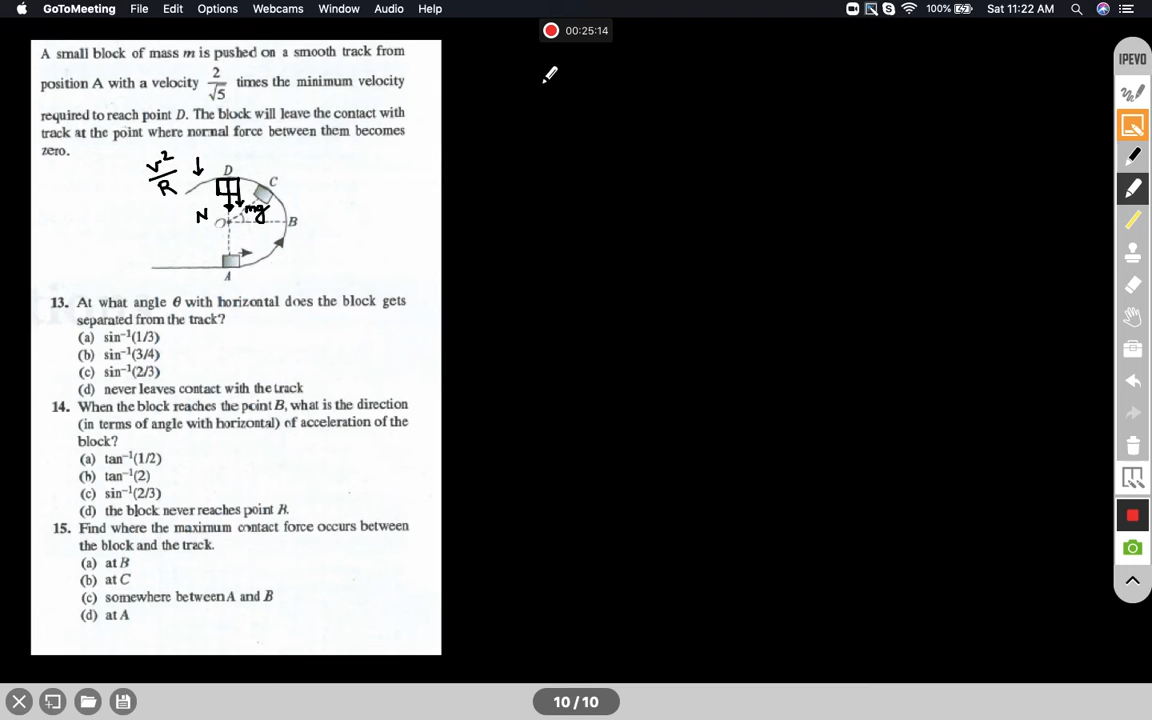 GoToMeeting File Edit Options Webcams Window Audio Help 100% Sat 11:22 AM
00:25:14
IPEVO
A small block of mass m is pushed on a smooth track from
position A with a velocity 2/√5 times the minimum velocity
required to reach point D. The block will leave the contact with
track at the point where normal force between them becomes
zero.
v²/R
D
C
N
mg
O
B
A
13. At what angle θ with horizontal does the block gets
separated from the track?
(a) sin⁻¹(1/3)
(b) sin⁻¹(3/4)
(c) sin⁻¹(2/3)
(d) never leaves contact with the track
14. When the block reaches the point B, what is the direction
(in terms of angle with horizontal) of acceleration of the
block?
(a) tan⁻¹(1/2)
(b) tan⁻¹(2)
(c) sin⁻¹(2/3)
(d) the block never reaches point B.
15. Find where the maximum contact force occurs between
the block and the track.
(a) at B
(b) at C
(c) somewhere between A and B
(d) at A
10 / 10